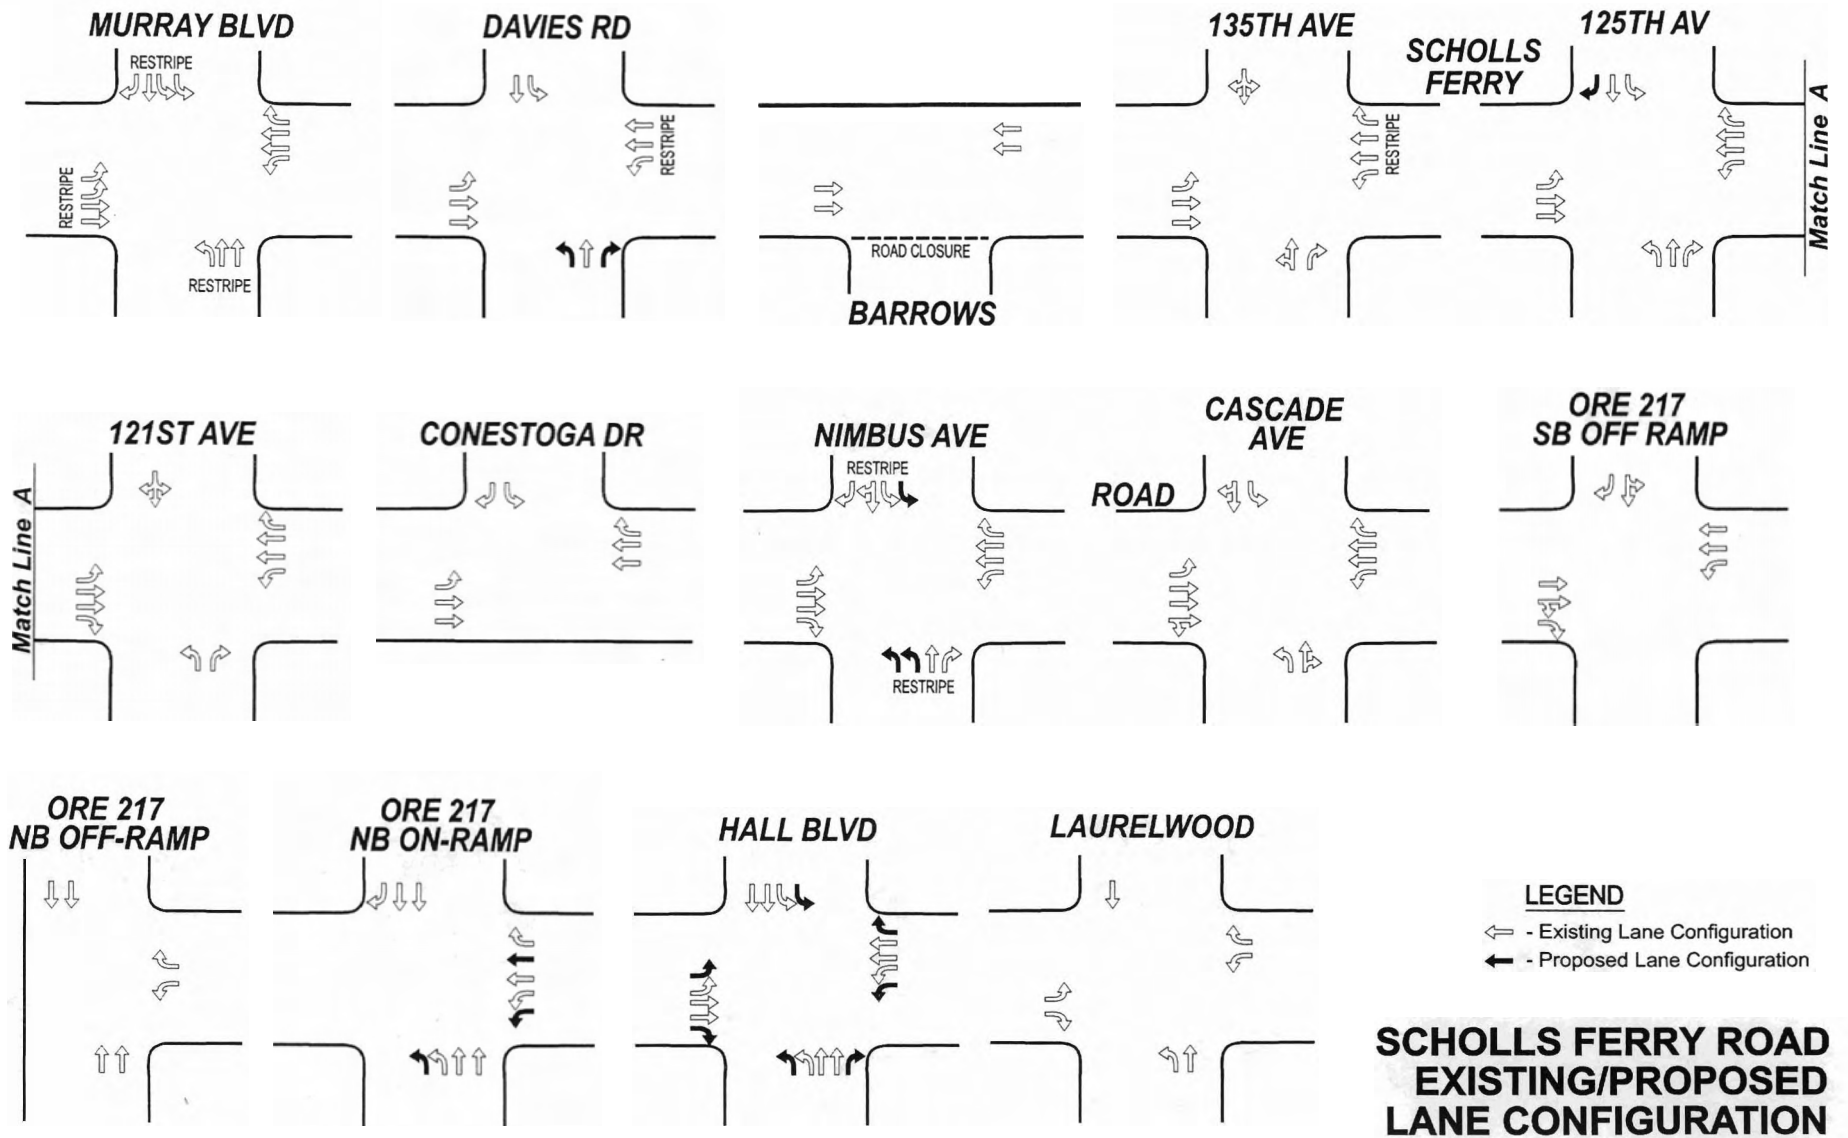 MURRAY BLVD
RESTRIPE
RESTRIPE
RESTRIPE
DAVIES RD
RESTRIPE
ROAD CLOSURE
BARROWS
135TH AVE
RESTRIPE
SCHOLLS
FERRY
125TH AV
Match Line A
Match Line A
121ST AVE
CONESTOGA DR
NIMBUS AVE
RESTRIPE
RESTRIPE
CASCADE
AVE
ROAD
ORE 217
SB OFF RAMP
ORE 217
NB OFF-RAMP
ORE 217
NB ON-RAMP
HALL BLVD
LAURELWOOD
LEGEND
- Existing Lane Configuration
- Proposed Lane Configuration
SCHOLLS FERRY ROAD
EXISTING/PROPOSED
LANE CONFIGURATION